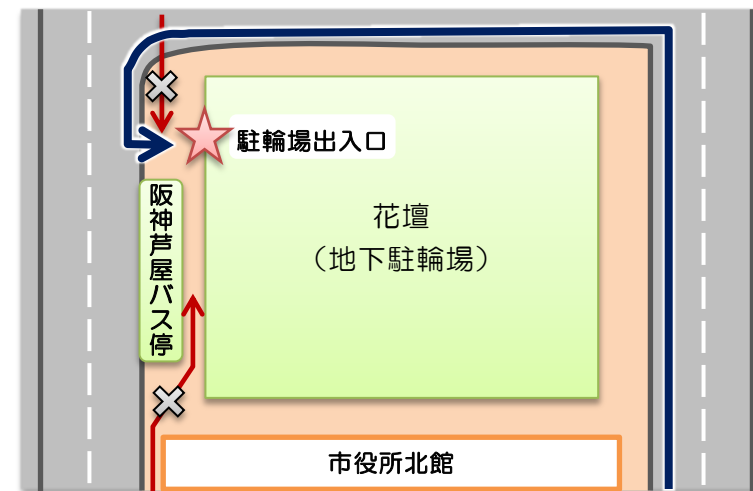 駐輪場出入口
阪神芦屋バス停
花壇
（地下駐輪場）
市役所北館